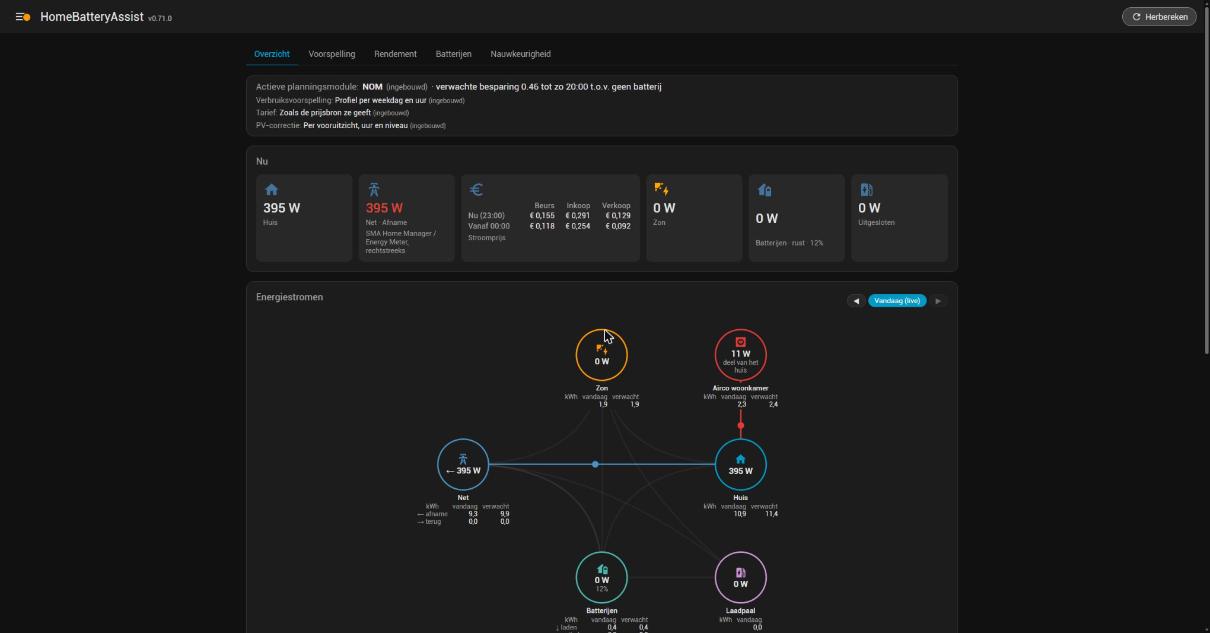 HomeBatteryAssist v0.71.0
Herbereken
Overzicht Voorspelling Rendement Batterijen Nauwkeurigheid
Actieve planningsmodule: NOM (ingebouwd) · verwachte besparing 0.46 tot zo 20:00 t.o.v. geen batterij
Verbruiksvoorspelling: Profiel per weekdag en uur (ingebouwd)
Tarief: Zoals de prijsbron ze geeft (ingebouwd)
PV-correctie: Per vooruitzicht, uur en niveau (ingebouwd)
Nu
395 W
Huis
395 W
Net · Afname
SMA Home Manager /
Energy Meter,
rechtstreeks
Beurs Inkoop Verkoop
Nu (23:00) € 0,155 € 0,291 € 0,129
Vanaf 00:00 € 0,118 € 0,254 € 0,092
Stroomprijs
0 W
Zon
0 W
Batterijen · rust · 12%
0 W
Uitgesloten
Energiestromen
◄ Vandaag (live) ►
0 W
Zon
kWh vandaag verwacht
1,9 1,9
11 W
deel van het
huis
Airco woonkamer
kWh vandaag verwacht
2,3 2,4
← 395 W
Net
kWh vandaag verwacht
← afname 9,3 9,9
→ terug 0,0 0,0
395 W
Huis
kWh vandaag verwacht
10,9 11,4
0 W
12%
Batterijen
kWh vandaag verwacht
↓ laden 0,4 0,4
0 W
Laadpaal
kWh vandaag
0,0